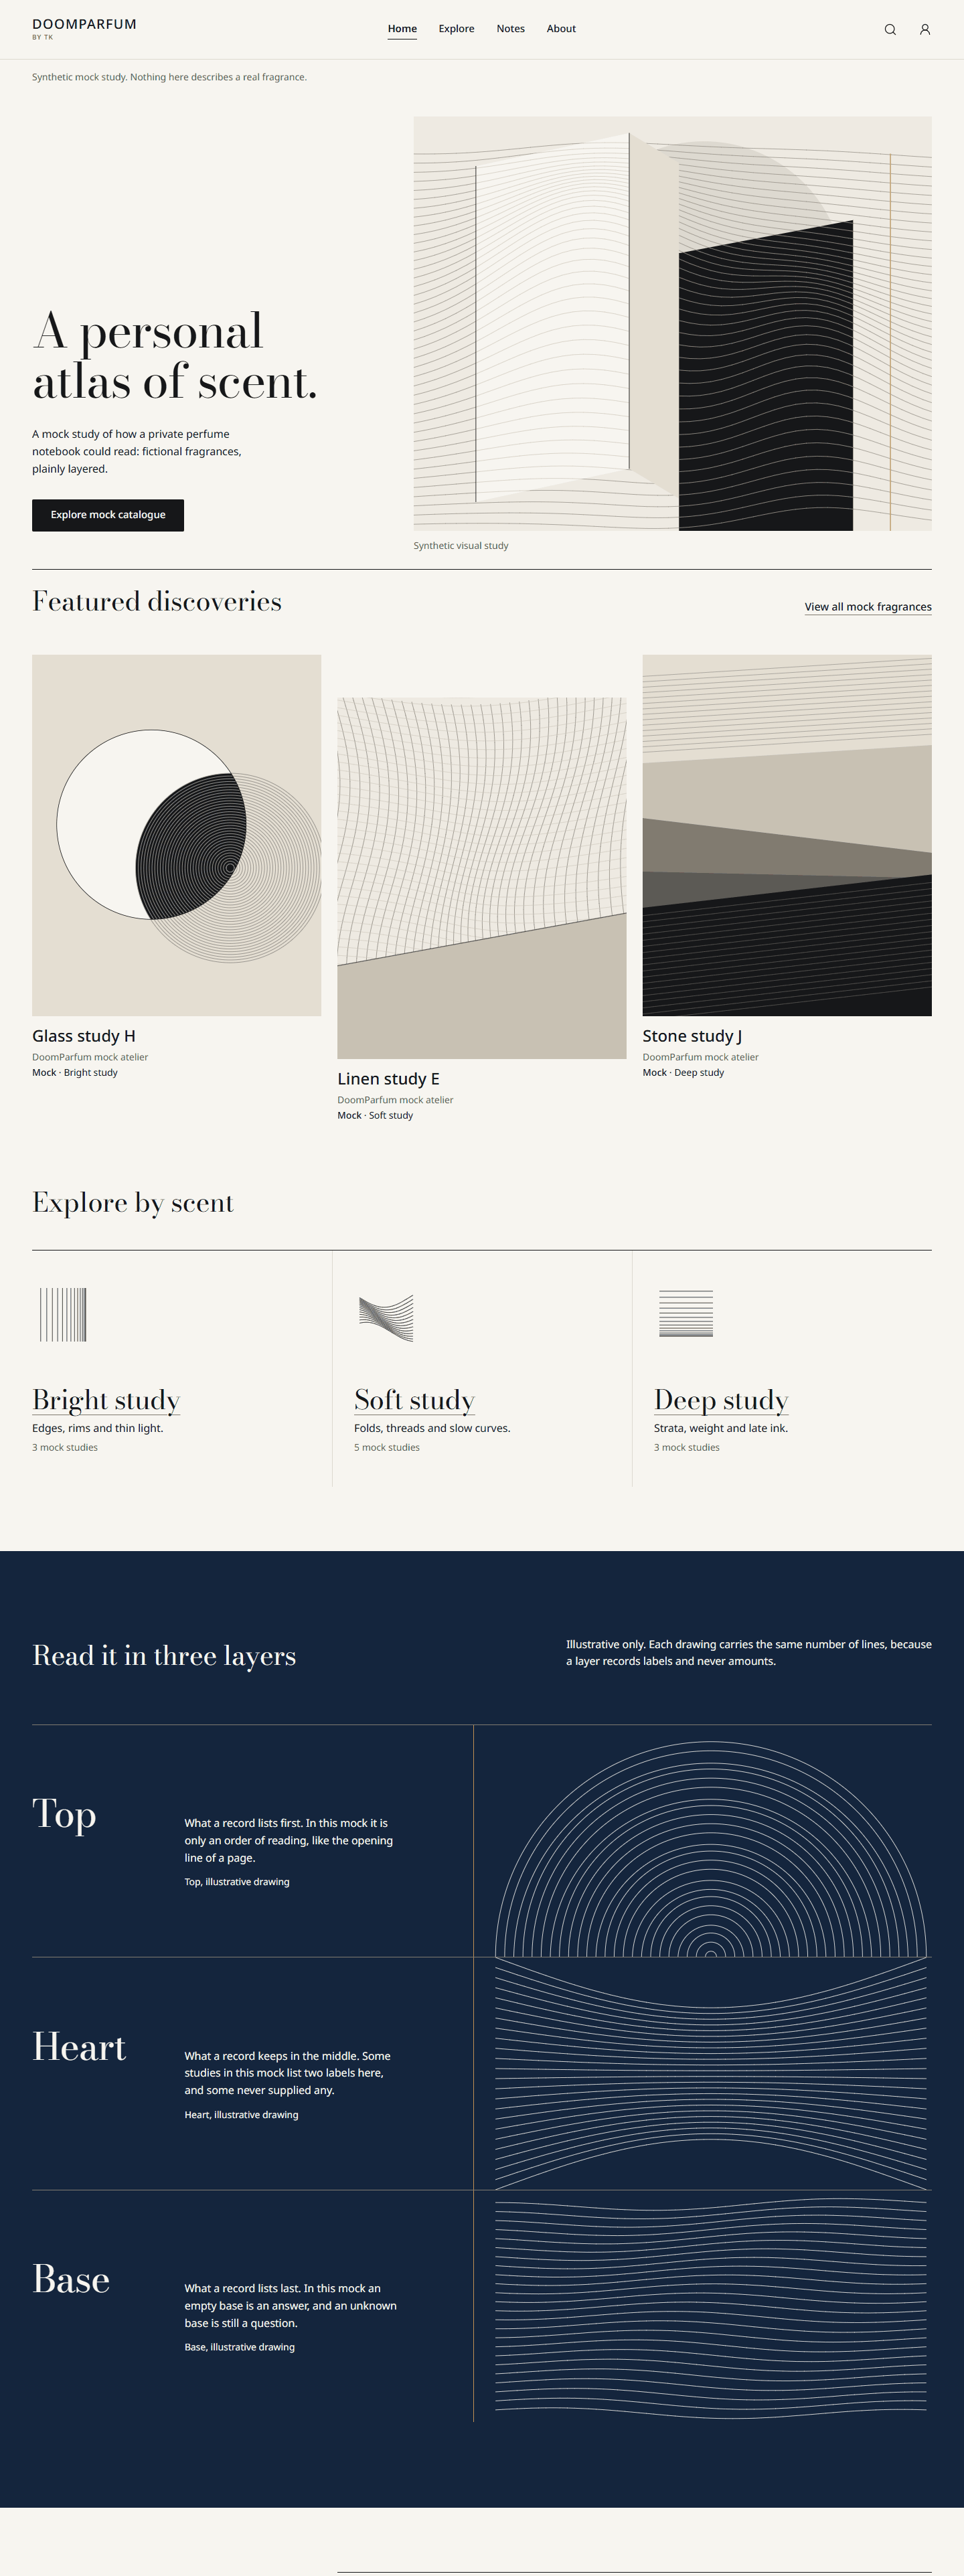 DOOMPARFUM
BY TK
Home
Explore
Notes
About
Synthetic mock study. Nothing here describes a real fragrance.
A personal
atlas of scent.
A mock study of how a private perfume
notebook could read: fictional fragrances,
plainly layered.
Explore mock catalogue
Synthetic visual study
Featured discoveries
View all mock fragrances
Glass study H
DoomParfum mock atelier
Mock · Bright study
Linen study E
DoomParfum mock atelier
Mock · Soft study
Stone study J
DoomParfum mock atelier
Mock · Deep study
Explore by scent
Bright study
Edges, rims and thin light.
3 mock studies
Soft study
Folds, threads and slow curves.
5 mock studies
Deep study
Strata, weight and late ink.
3 mock studies
Read it in three layers
Illustrative only. Each drawing carries the same number of lines, because
a layer records labels and never amounts.
Top
What a record lists first. In this mock it is
only an order of reading, like the opening
line of a page.
Top, illustrative drawing
Heart
What a record keeps in the middle. Some
studies in this mock list two labels here,
and some never supplied any.
Heart, illustrative drawing
Base
What a record lists last. In this mock an
empty base is an answer, and an unknown
base is still a question.
Base, illustrative drawing